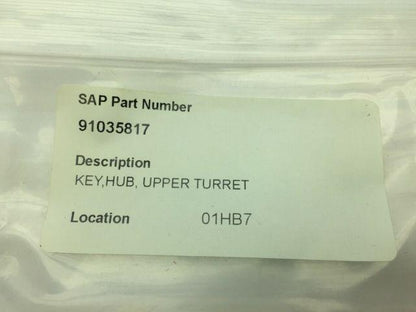 SAP Part Number
91035817
Description
KEY,HUB, UPPER TURRET
Location 01HB7